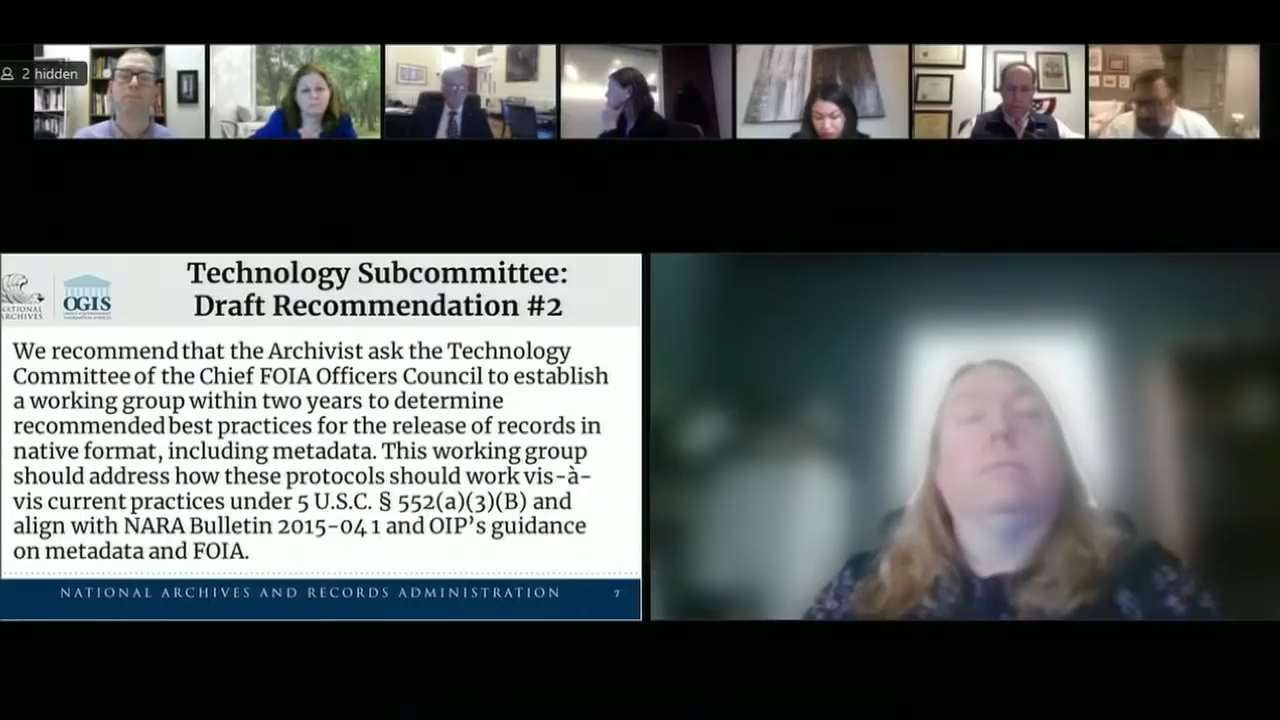 2 hidden
NATIONAL
ARCHIVES
OGIS
Technology Subcommittee:
Draft Recommendation #2
We recommend that the Archivist ask the Technology
Committee of the Chief FOIA Officers Council to establish
a working group within two years to determine
recommended best practices for the release of records in
native format, including metadata. This working group
should address how these protocols should work vis-à-
vis current practices under 5 U.S.C. § 552(a)(3)(B) and
align with NARA Bulletin 2015-04 1 and OIP's guidance
on metadata and FOIA.
NATIONAL ARCHIVES AND RECORDS ADMINISTRATION
7